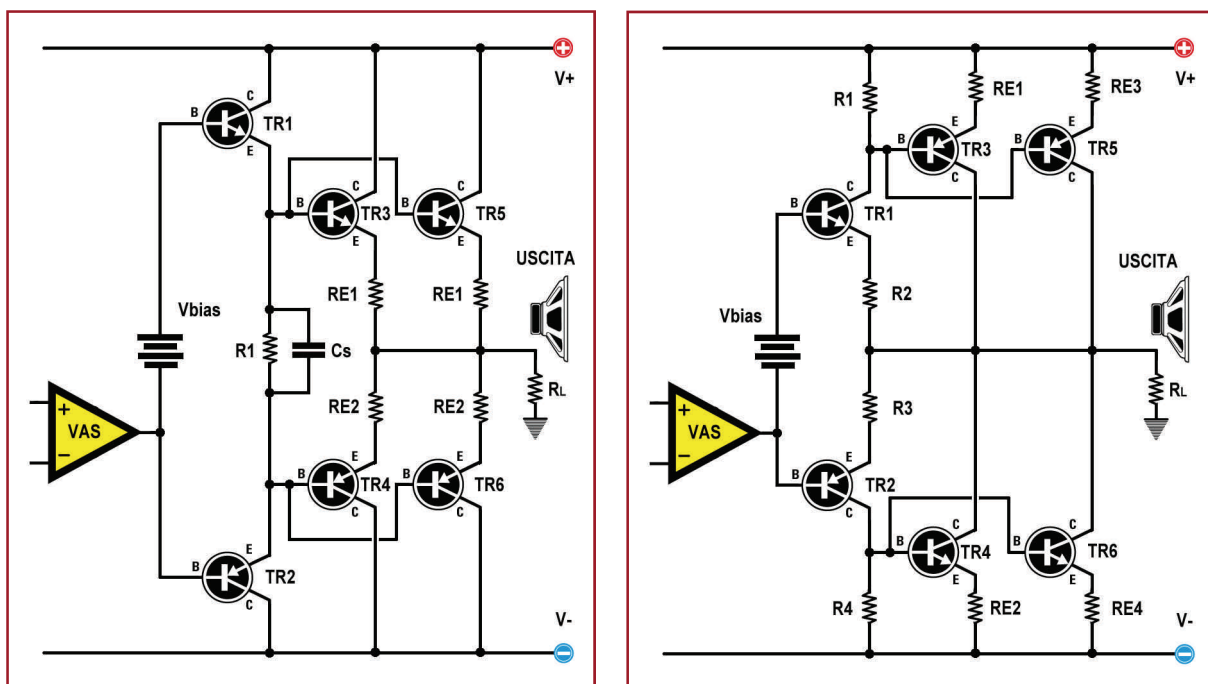 V+
C
B
TR1
E
C
C
B
TR3
B
TR5
E
E
USCITA
Vbias
RE1
RE1
R1
Cs
RL
+
VAS
−
RE2
RE2
E
E
B
TR4
B
TR6
C
C
E
B
TR2
C
V-
V+
R1
RE1
RE3
E
E
B
TR3
B
TR5
C
C
C
B
TR1
E
USCITA
R2
Vbias
RL
+
VAS
−
R3
E
B
TR2
C
C
C
B
TR4
B
TR6
E
E
R4
RE2
RE4
V-